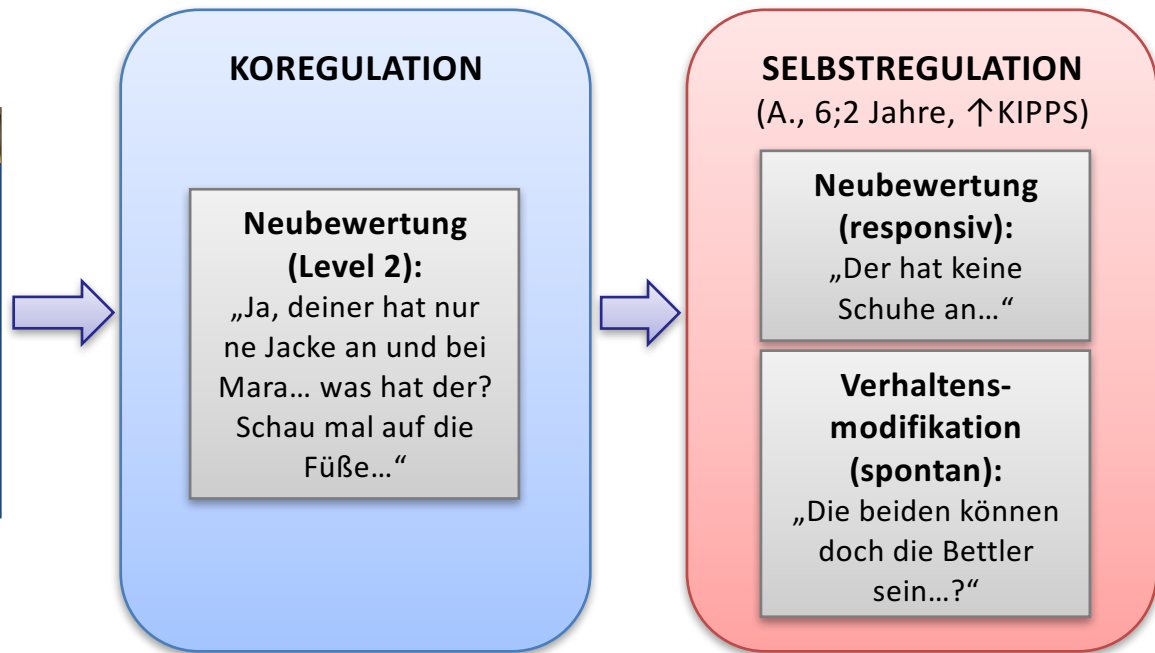 KOREGULATION
Neubewertung
(Level 2):
„Ja, deiner hat nur
ne Jacke an und bei
Mara… was hat der?
Schau mal auf die
Füße…“
SELBSTREGULATION
(A., 6;2 Jahre, ↑KIPPS)
Neubewertung
(responsiv):
„Der hat keine
Schuhe an…“
Verhaltens-
modifikation
(spontan):
„Die beiden können
doch die Bettler
sein…?“